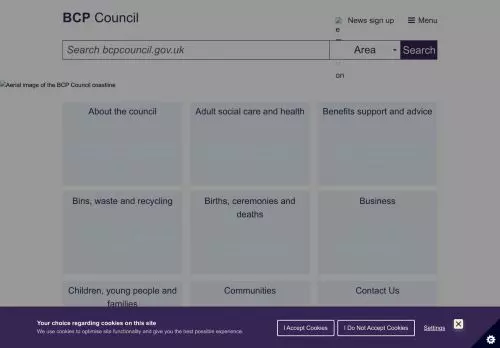 BCP Council
News sign up
Menu
Search bcpcouncil.gov.uk
Area
Search
on
Aerial image of the BCP Council coastline
About the council
Adult social care and health
Benefits support and advice
Bins, waste and recycling
Births, ceremonies and
deaths
Business
Children, young people and
families
Communities
Contact Us
Your choice regarding cookies on this site
We use cookies to optimise site functionality and give you the best possible experience.
I Accept Cookies
I Do Not Accept Cookies
Settings